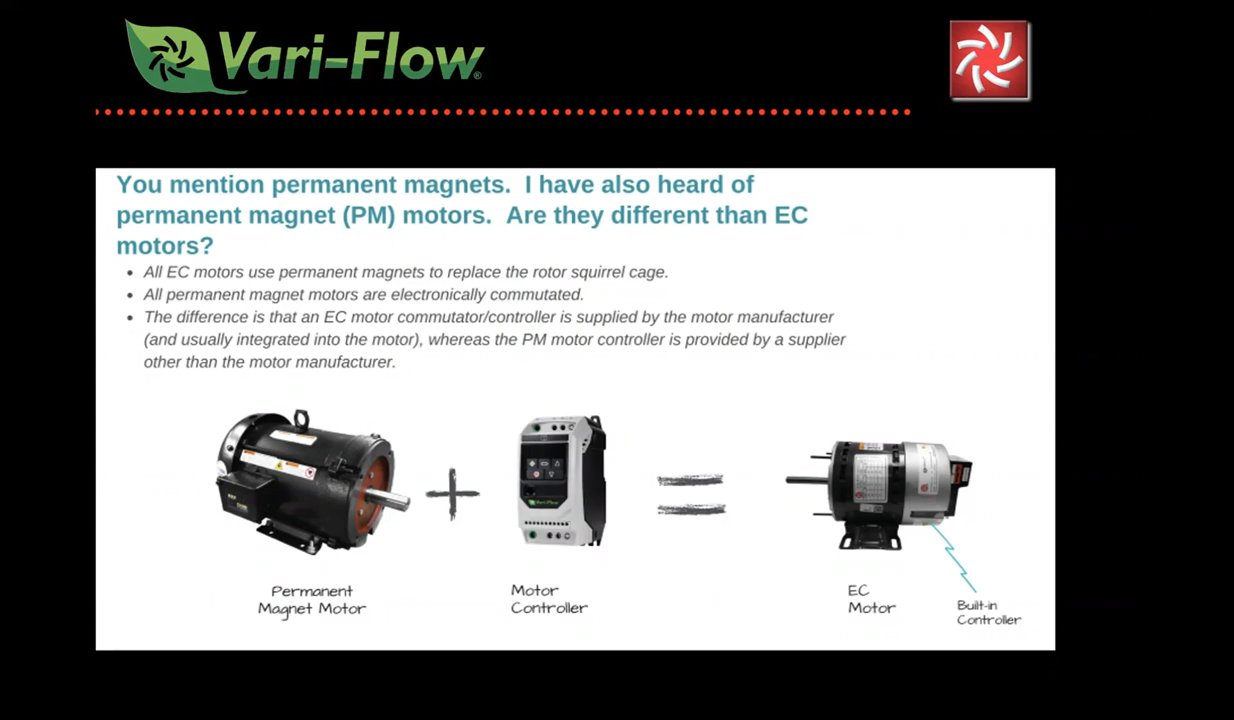 Vari-Flow®
You mention permanent magnets. I have also heard of
permanent magnet (PM) motors. Are they different than EC
motors?
• All EC motors use permanent magnets to replace the rotor squirrel cage.
• All permanent magnet motors are electronically commutated.
• The difference is that an EC motor commutator/controller is supplied by the motor manufacturer
(and usually integrated into the motor), whereas the PM motor controller is provided by a supplier
other than the motor manufacturer.
+
Vari-Flow
=
Permanent
Magnet Motor
Motor
Controller
EC
Motor
Built-in
Controller